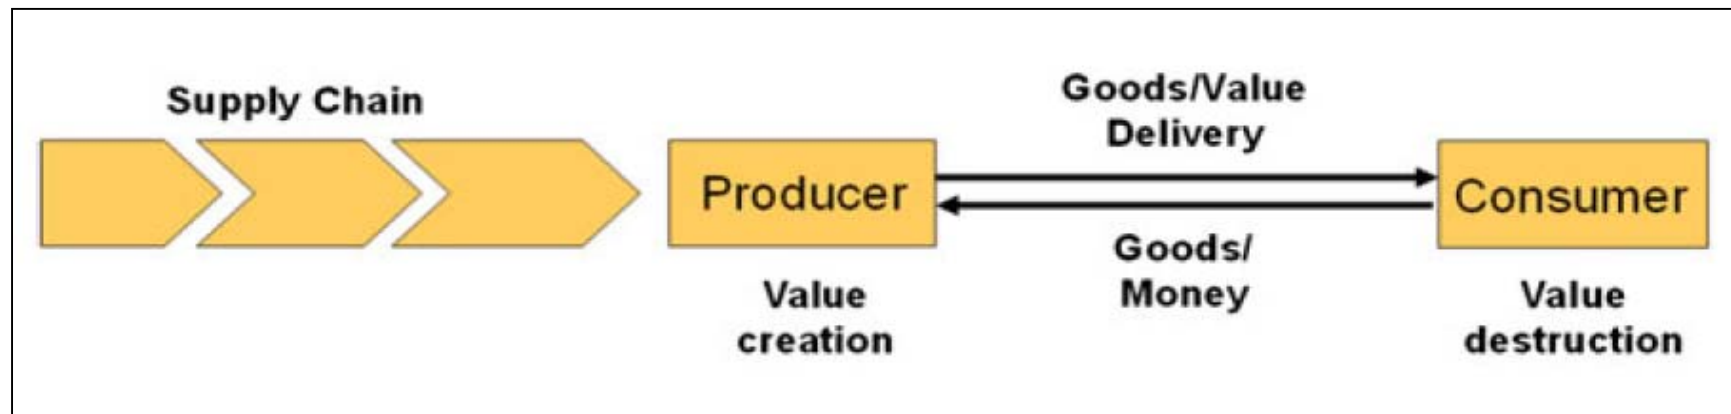 Supply Chain
Producer
Value
creation
Goods/Value
Delivery
Goods/
Money
Consumer
Value
destruction